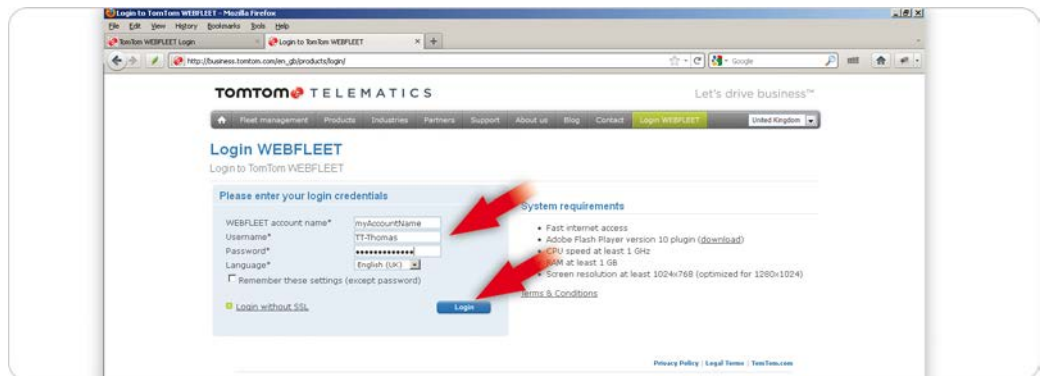 Login to TomTom WEBFLEET - Mozilla Firefox
File Edit View History Bookmarks Tools Help
TomTom WEBFLEET Login
Login to TomTom WEBFLEET
http://business.tomtom.com/en_gb/products/login/
Google
TOMTOM TELEMATICS
Let's drive business™
Fleet management Products Industries Partners Support About us Blog Contact Login WEBFLEET United Kingdom
Login WEBFLEET
Login to TomTom WEBFLEET
Please enter your login credentials
WEBFLEET account name* myAccountName
Username* TT-Thomas
Password*
Language* English (UK)
Remember these settings (except password)
Login without SSL
Login
System requirements
Fast internet access
Adobe Flash Player version 10 plugin (download)
CPU speed at least 1 GHz
RAM at least 1 GB
Screen resolution at least 1024x768 (optimized for 1280x1024)
Terms & Conditions
Privacy Policy | Legal Terms | TomTom.com